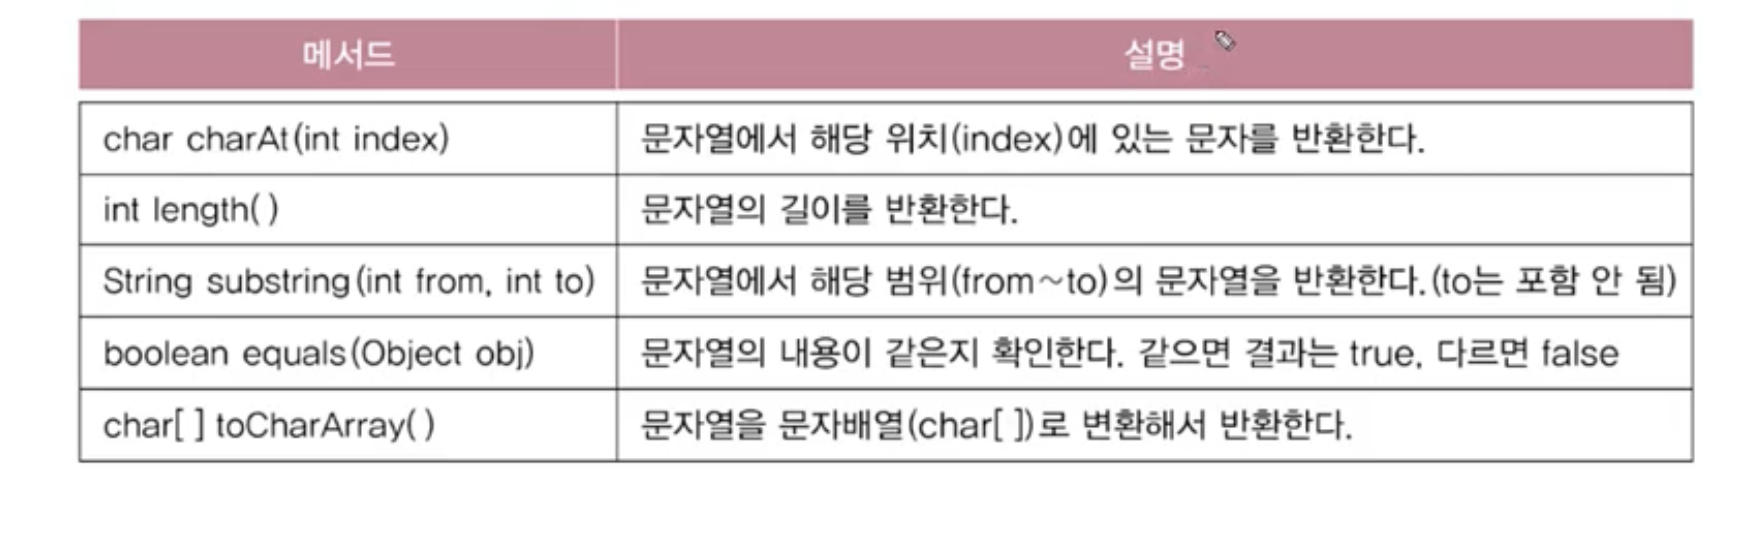 메서드 설명
char charAt(int index) 문자열에서 해당 위치(index)에 있는 문자를 반환한다.
int length( ) 문자열의 길이를 반환한다.
String substring(int from, int to) 문자열에서 해당 범위(from~to)의 문자열을 반환한다.(to는 포함 안 됨)
boolean equals(Object obj) 문자열의 내용이 같은지 확인한다. 같으면 결과는 true, 다르면 false
char[ ] toCharArray( ) 문자열을 문자배열(char[ ])로 변환해서 반환한다.